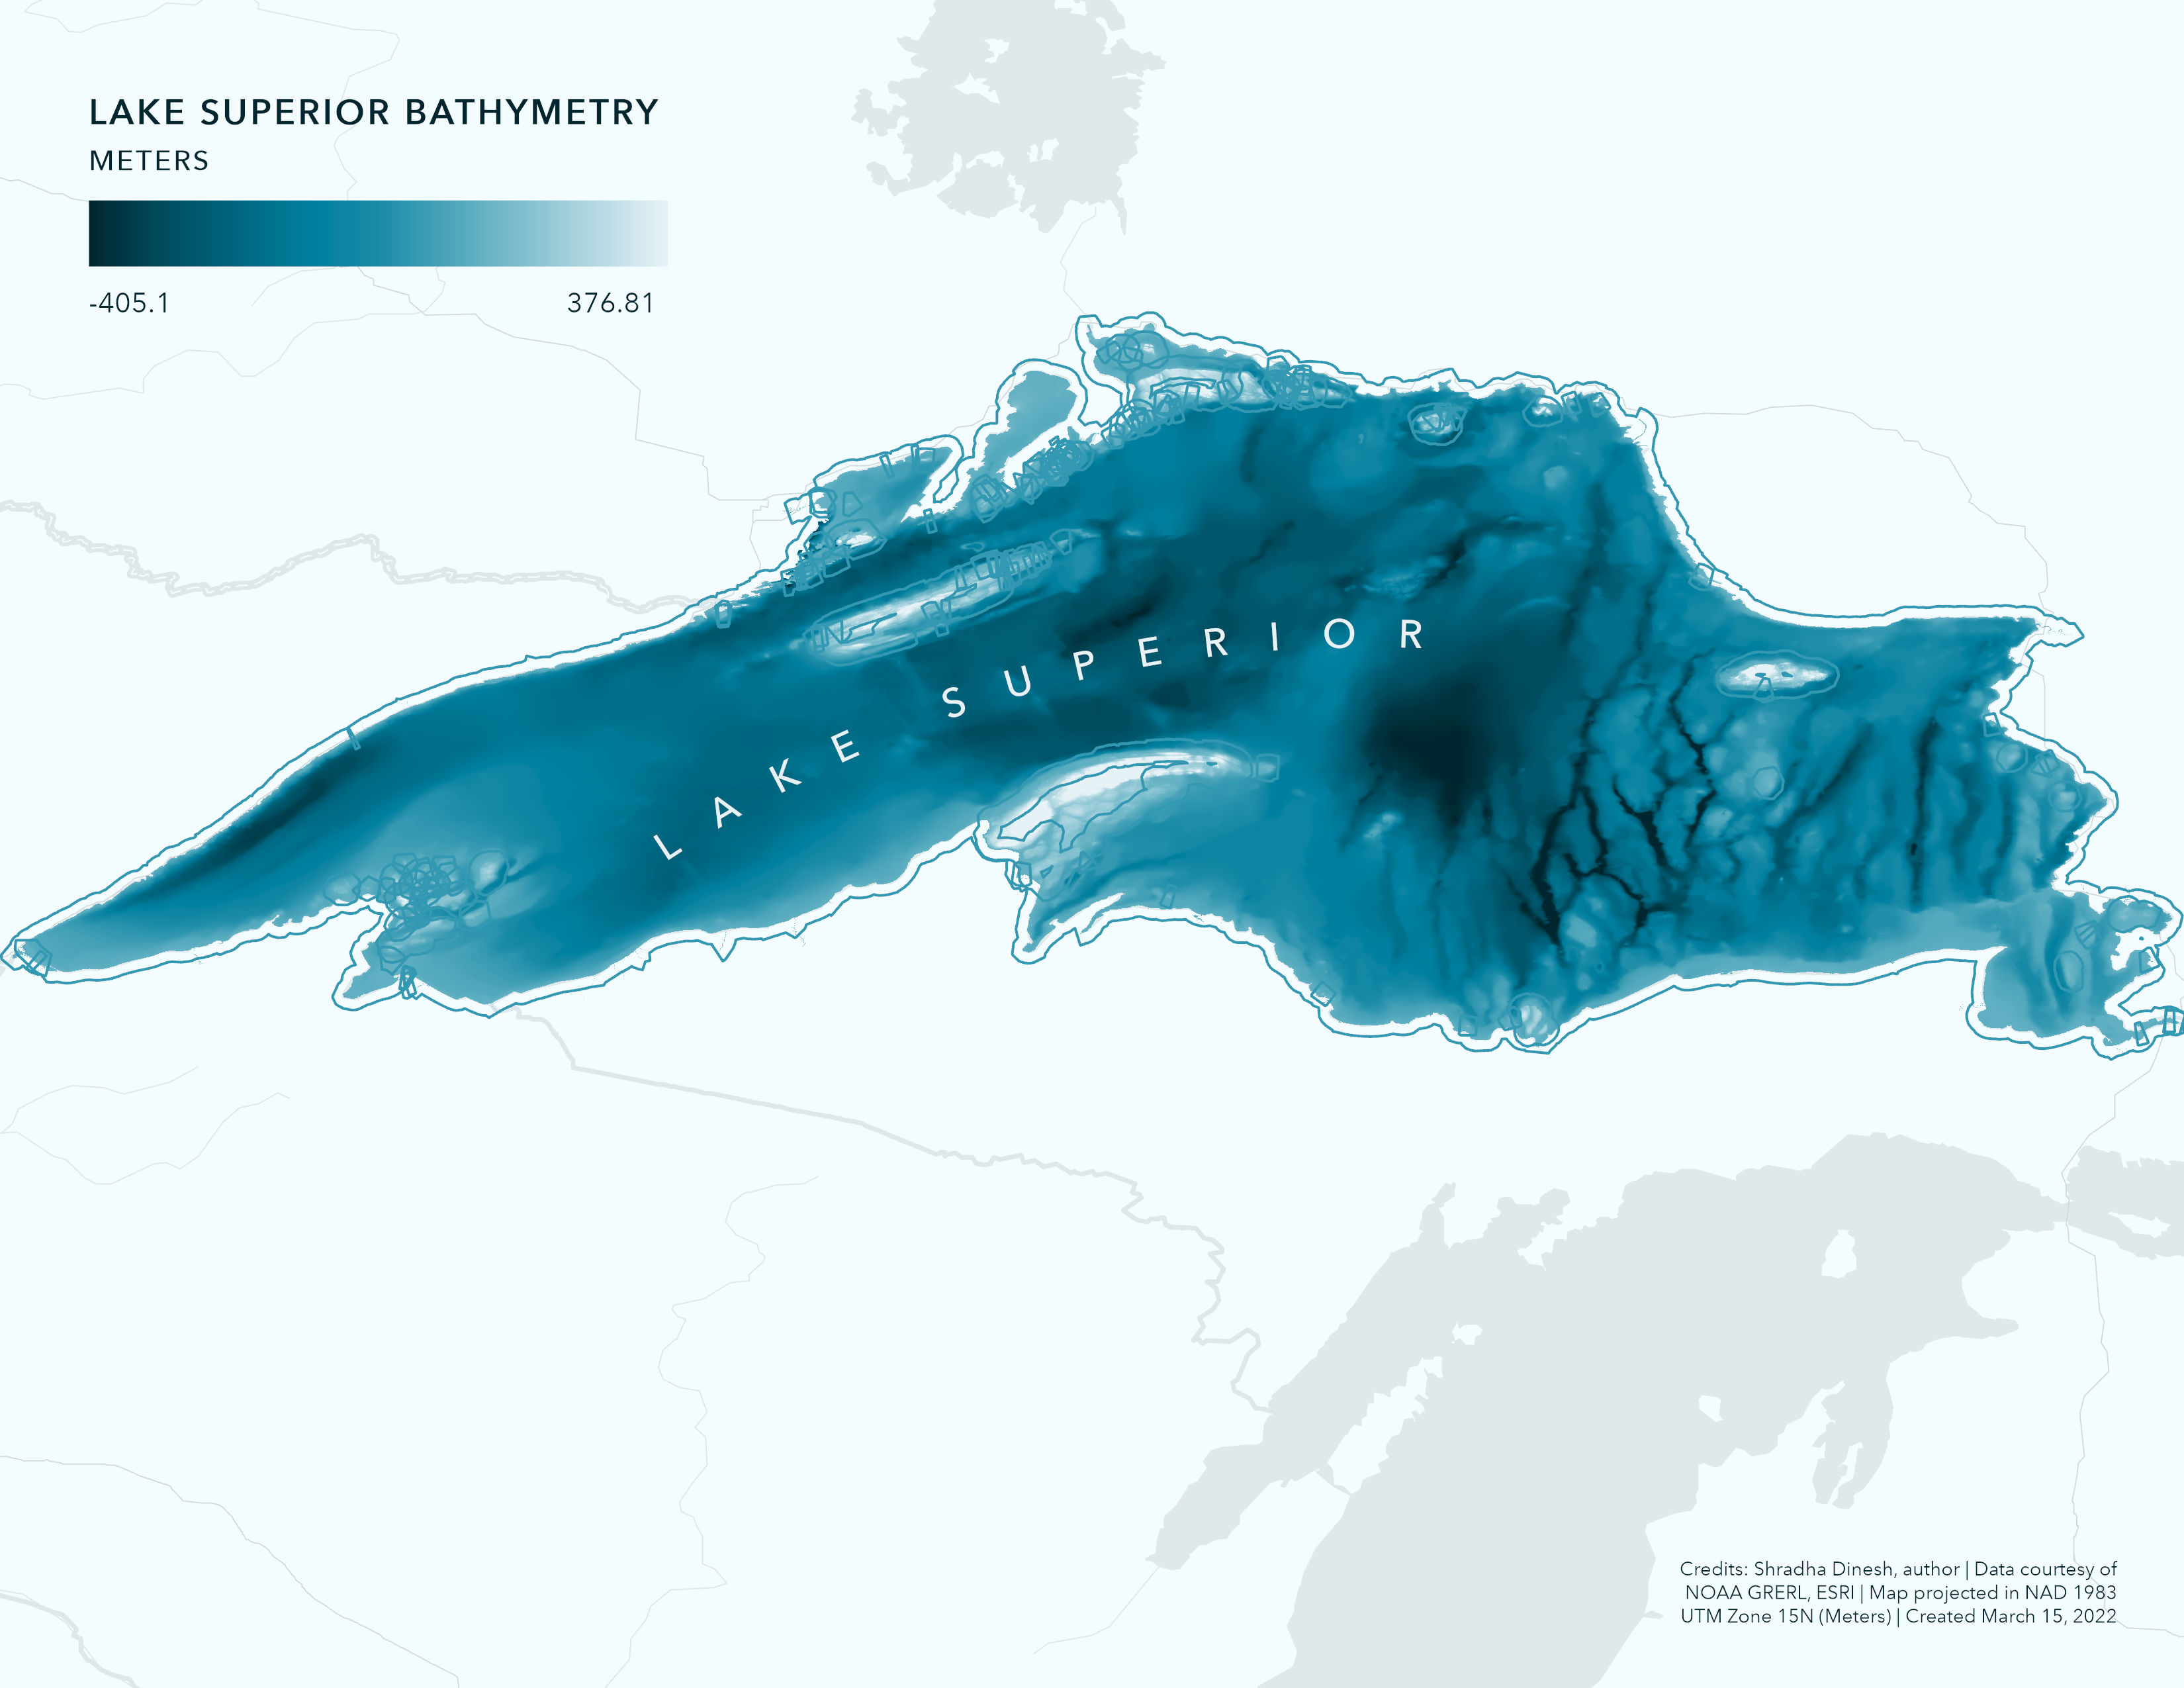 LAKE SUPERIOR BATHYMETRY
METERS
-405.1 376.81
LAKE SUPERIOR
Credits: Shradha Dinesh, author | Data courtesy of
NOAA GRERL, ESRI | Map projected in NAD 1983
UTM Zone 15N (Meters) | Created March 15, 2022